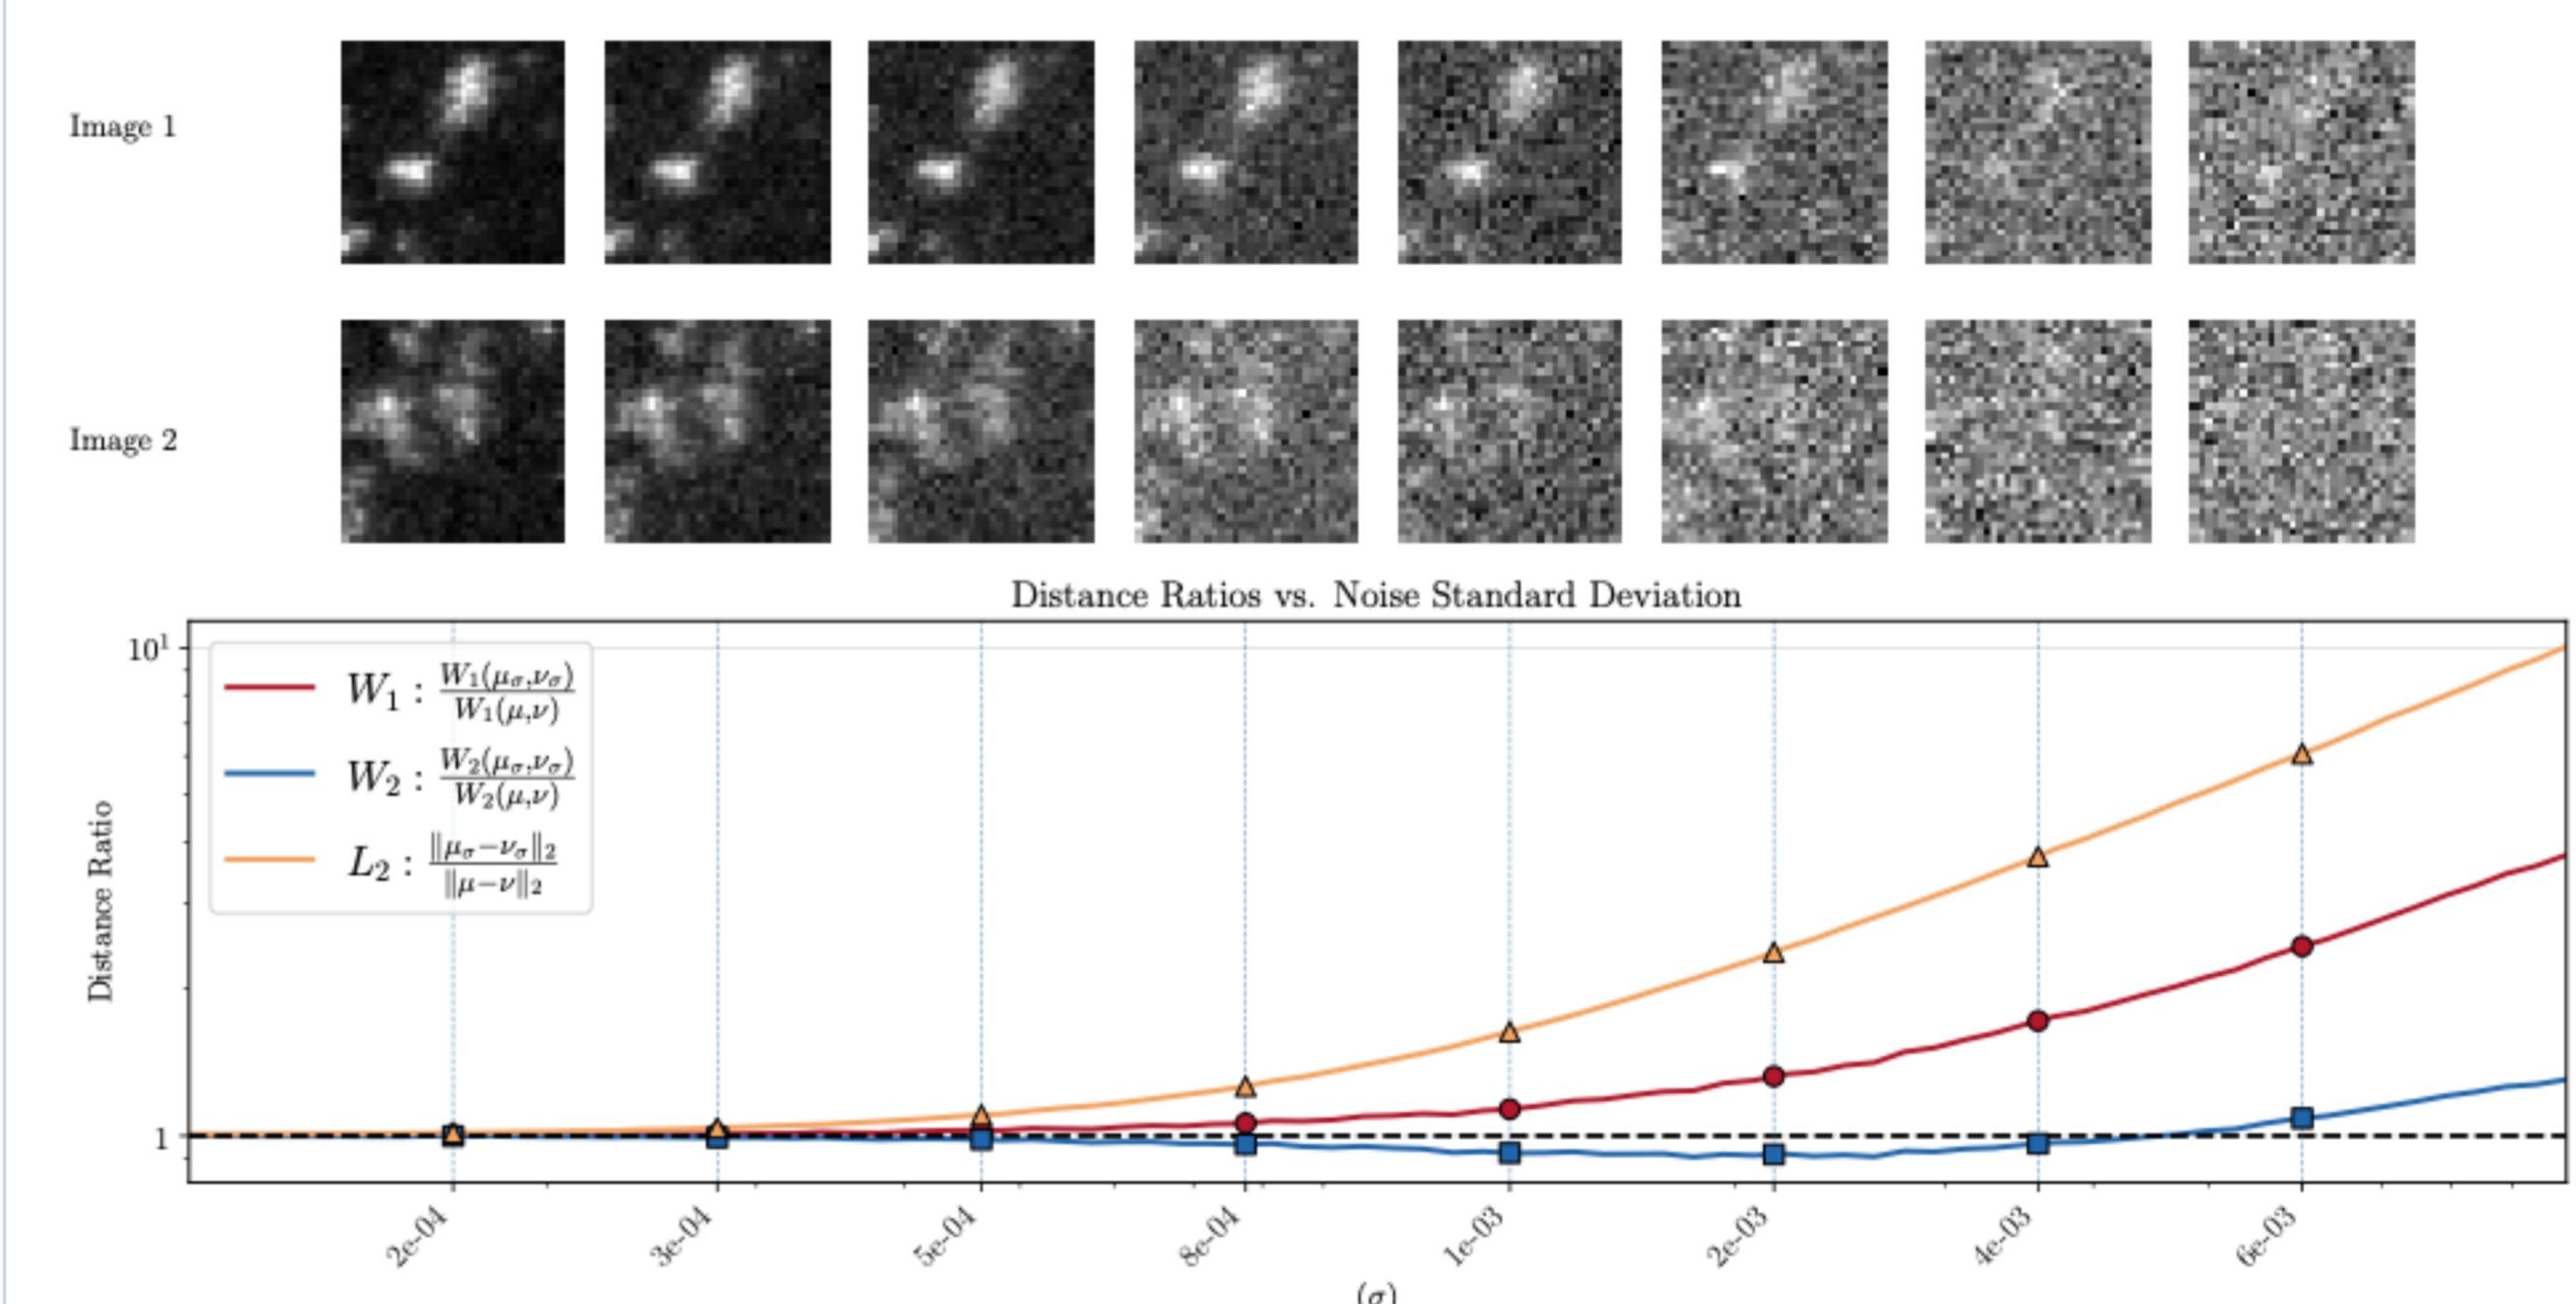 Image 1
Image 2
Distance Ratios vs. Noise Standard Deviation
10¹
W₁ : W₁(μσ,νσ) / W₁(μ,ν)
W₂ : W₂(μσ,νσ) / W₂(μ,ν)
L₂ : ‖μσ−νσ‖₂ / ‖μ−ν‖₂
Distance Ratio
1
2e-04 3e-04 5e-04 8e-04 1e-03 2e-03 4e-03 6e-03
(σ)